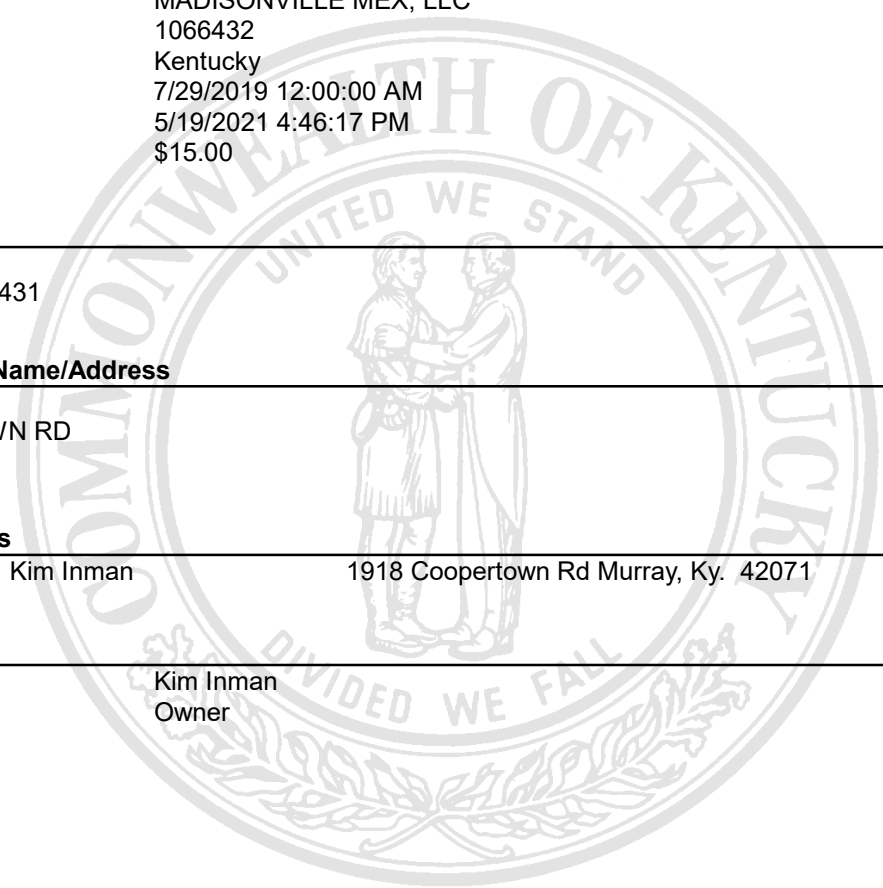 MADISONVILLE MEX, LLC
1066432
Kentucky
7/29/2019 12:00:00 AM
5/19/2021 4:46:17 PM
$15.00
431
Name/Address
WN RD
s
Kim Inman 1918 Coopertown Rd Murray, Ky. 42071
Kim Inman
Owner
COMMONWEALTH OF KENTUCKY
UNITED WE STAND
DIVIDED WE FALL